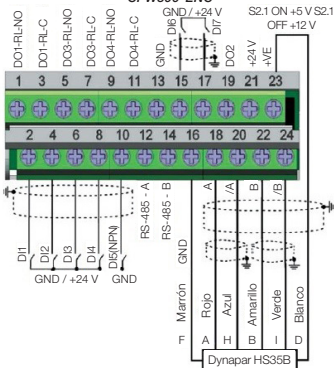 GND / +24 V
S2.1 ON +5 V S2.1
OFF +12 V
DO1-RL-NO
DO1-RL-C
DO3-RL-NO
DO3-RL-C
DO4-RL-NO
DO4-RL-C
GND
DI6
DI7
DO2
+24 V
+VE
1 3 5 7 9 11 13 15 17 19 21 23
2 4 6 8 10 12 14 16 18 20 22 24
DI1
DI2
DI3
DI4
DI5(NPN)
GND / +24 V
GND
RS-485 - A
RS-485 - B
GND
A
/A
B
/B
Marrón
Rojo
Azul
Amarillo
Verde
Blanco
F A H B I D
Dynapar HS35B